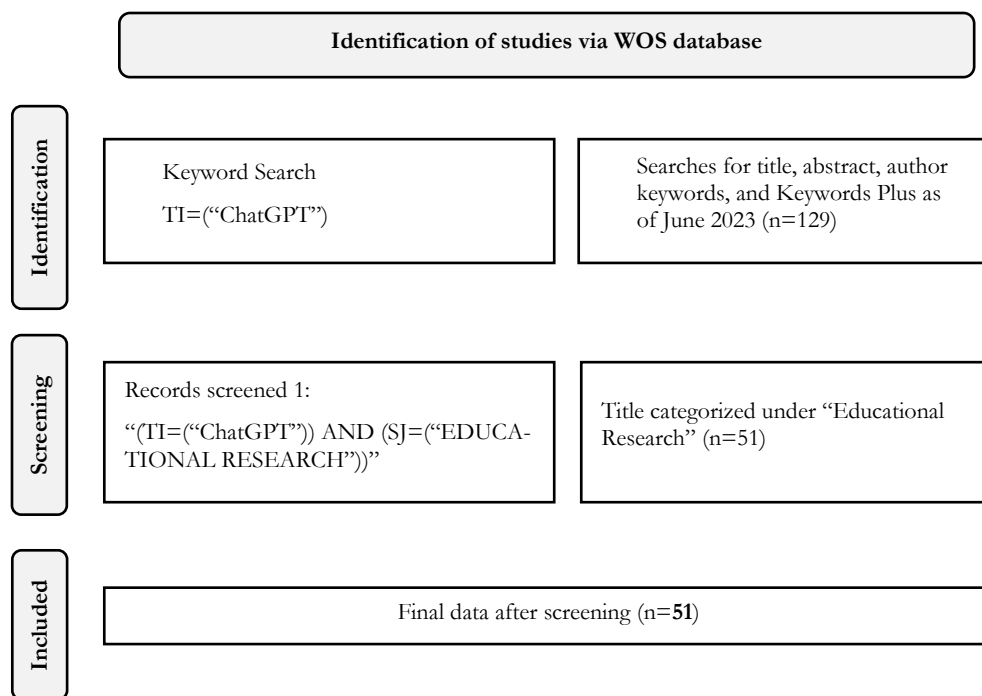 Identification of studies via WOS database
Identification
Keyword Search
TI=(“ChatGPT”)
Searches for title, abstract, author
keywords, and Keywords Plus as
of June 2023 (n=129)
Screening
Records screened 1:
“(TI=(“ChatGPT”)) AND (SJ=(“EDUCA-
TIONAL RESEARCH”))”
Title categorized under “Educational
Research” (n=51)
Included
Final data after screening (n=51)